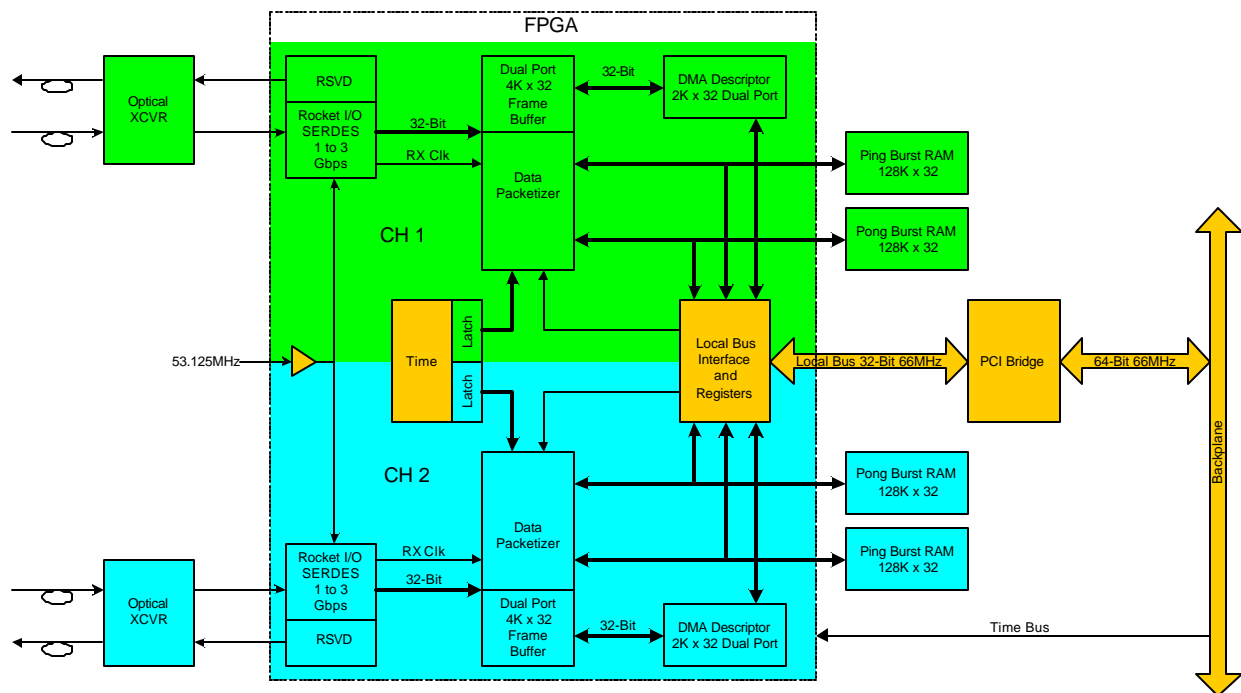 FPGA
Optical
XCVR
RSVD
Rocket I/O
SERDES
1 to 3
Gbps
32-Bit
RX Clk
Dual Port
4K x 32
Frame
Buffer
Data
Packetizer
32-Bit
DMA Descriptor
2K x 32 Dual Port
Ping Burst RAM
128K x 32
Pong Burst RAM
128K x 32
CH 1
53.125MHz
Time
Latch
Latch
Local Bus
Interface
and
Registers
Local Bus 32-Bit 66MHz
PCI Bridge
64-Bit 66MHz
Backplane
CH 2
Pong Burst RAM
128K x 32
Ping Burst RAM
128K x 32
Optical
XCVR
Rocket I/O
SERDES
1 to 3
Gbps
RSVD
RX Clk
32-Bit
Data
Packetizer
Dual Port
4K x 32
Frame
Buffer
32-Bit
DMA Descriptor
2K x 32 Dual Port
Time Bus